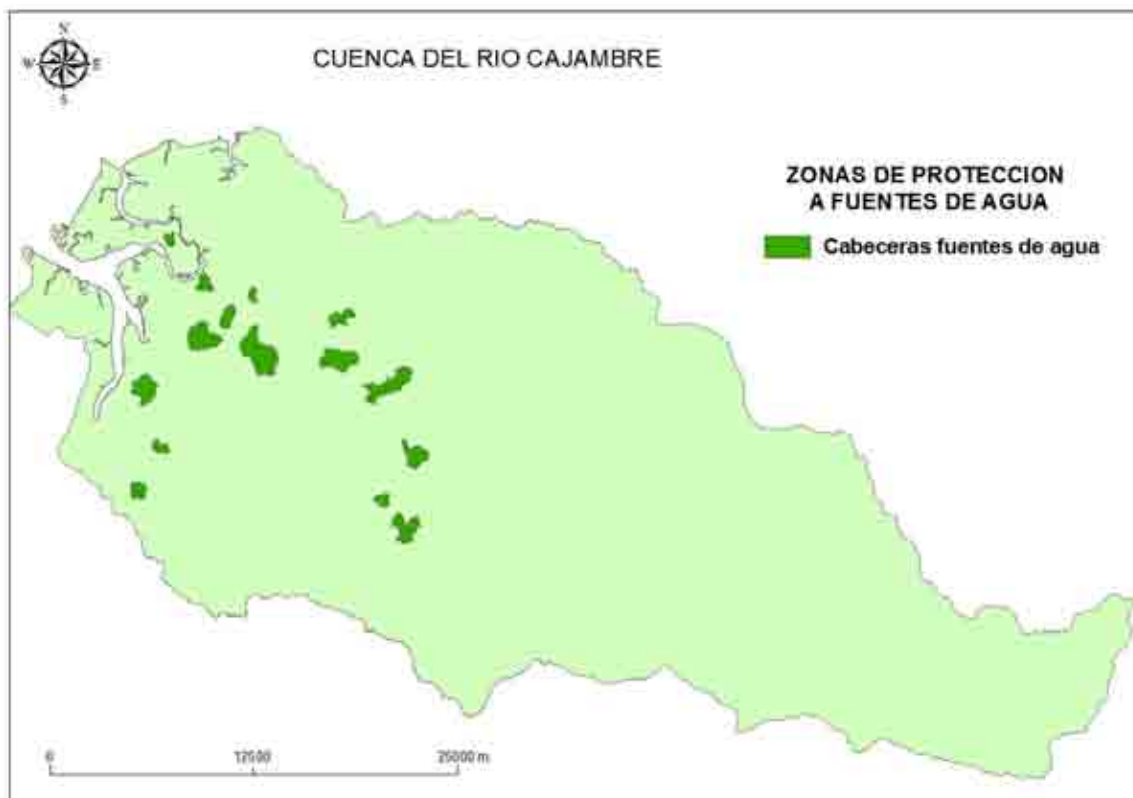 N
W E
S
CUENCA DEL RIO CAJAMBRE
ZONAS DE PROTECCION
A FUENTES DE AGUA
Cabeceras fuentes de agua
0 12500 25000 m.